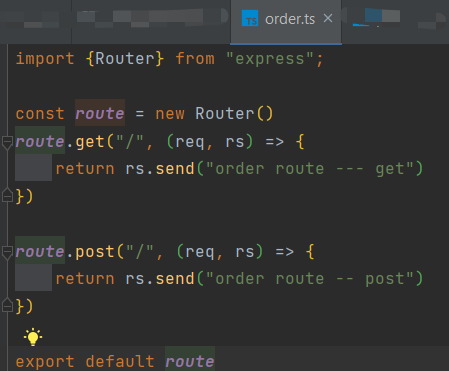 order.ts
import {Router} from "express";
const route = new Router()
route.get("/", (req, rs) => {
return rs.send("order route --- get")
})
route.post("/", (req, rs) => {
return rs.send("order route -- post")
})
export default route